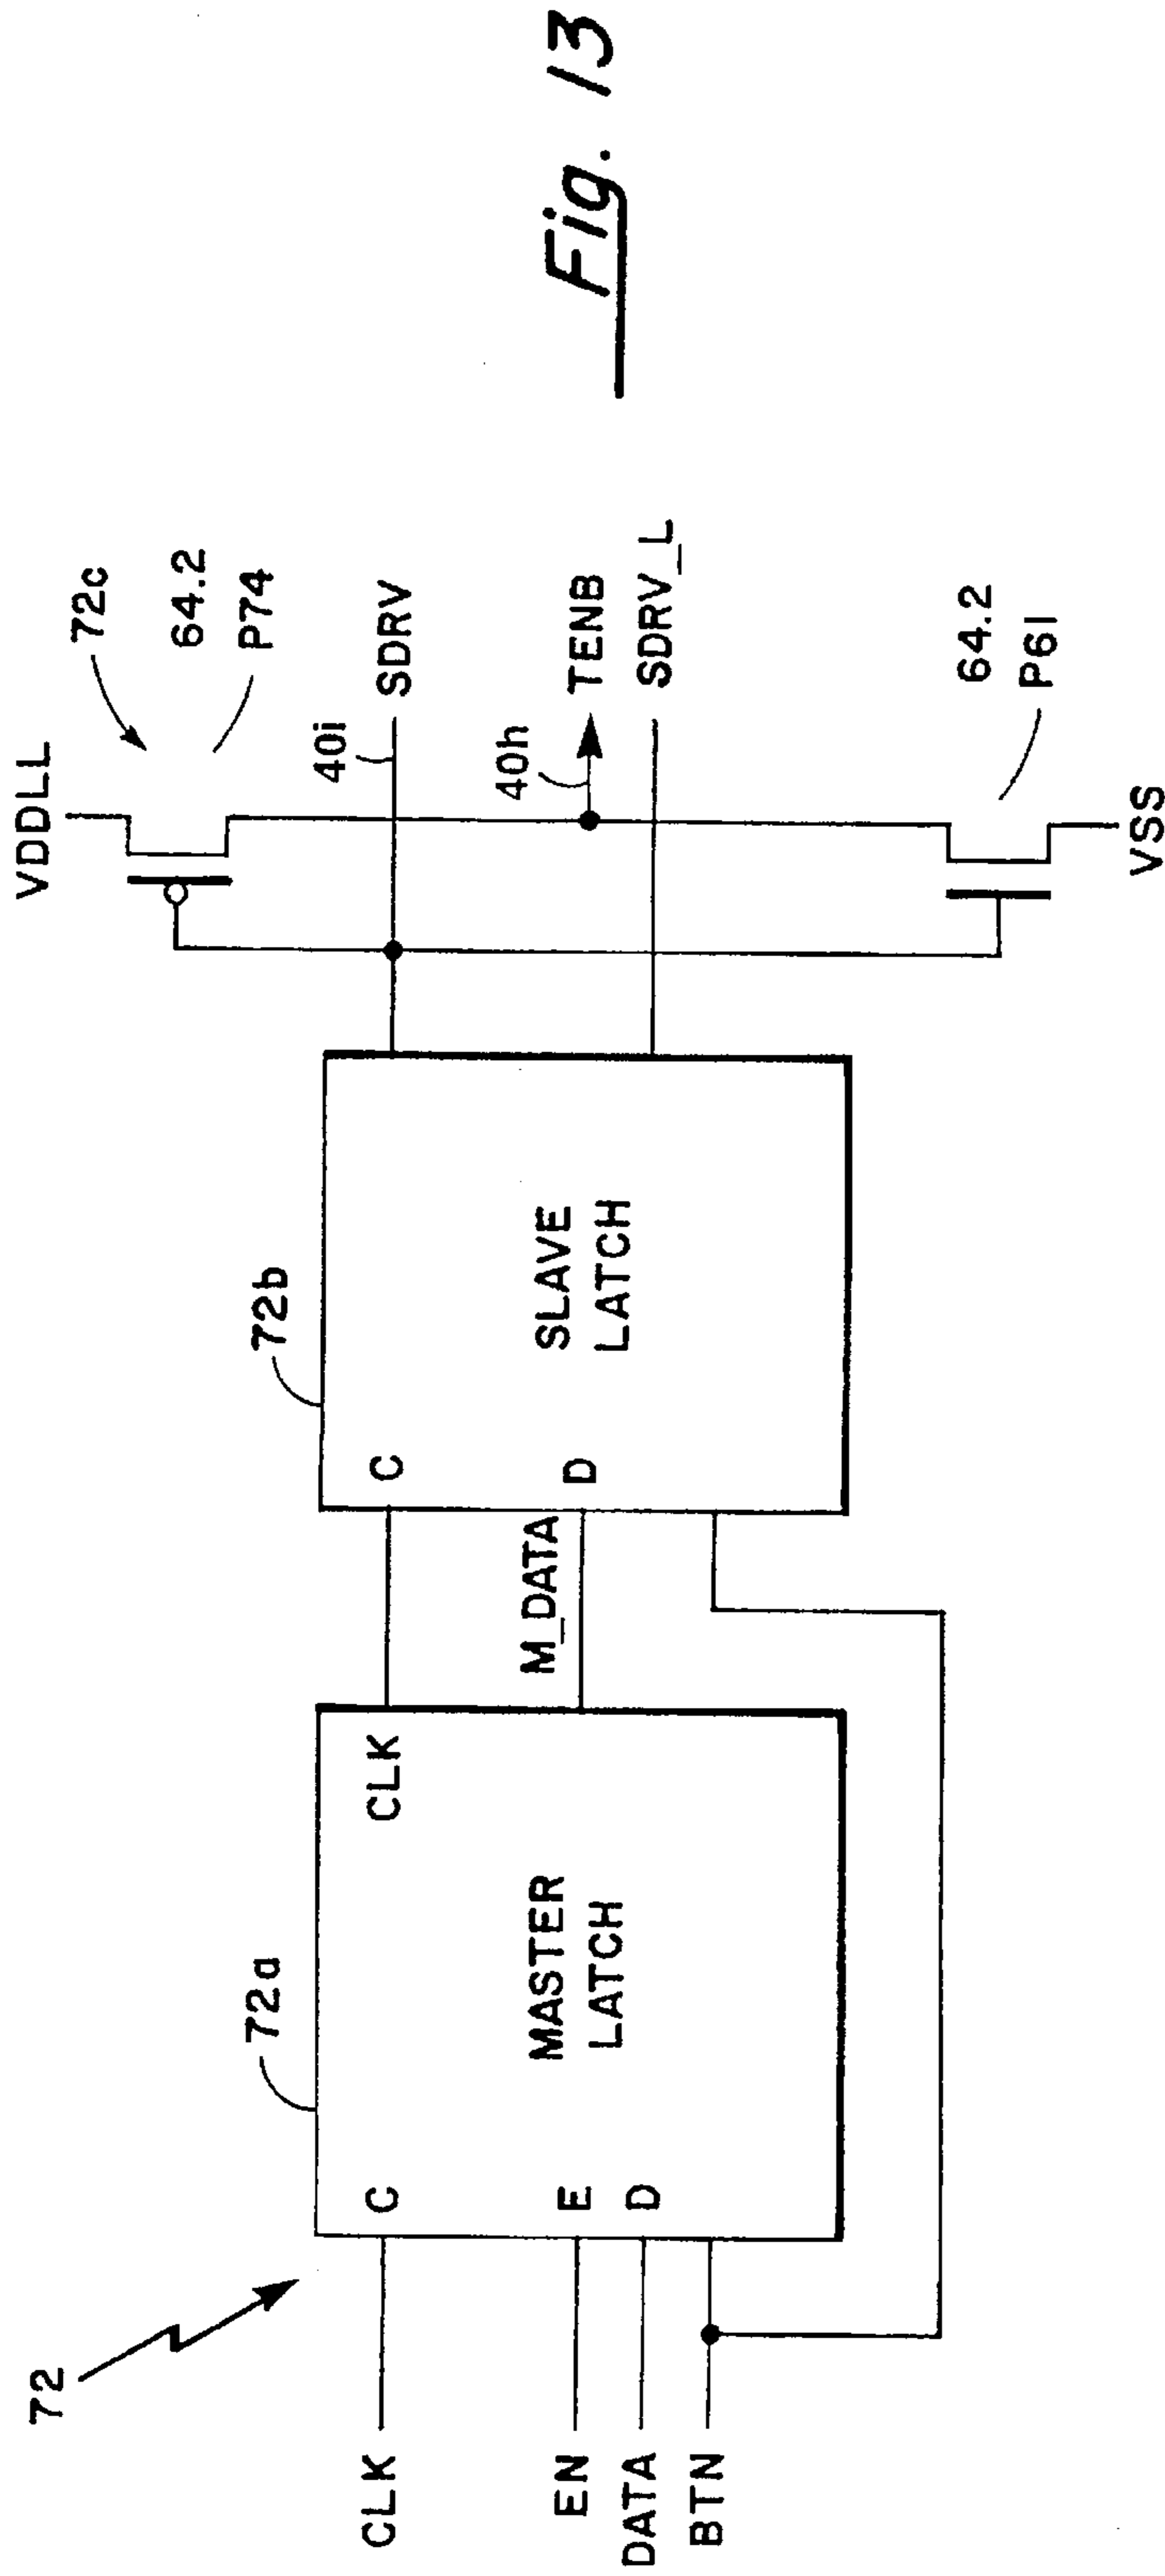 72
CLK
EN
DATA
BTN
72a
C
E
D
MASTER
LATCH
CLK
M_DATA
72b
C
D
SLAVE
LATCH
VDDLL
72c
64.2
P74
40i
SDRV
40h
TENB
SDRV_L
64.2
P61
VSS
Fig. 13